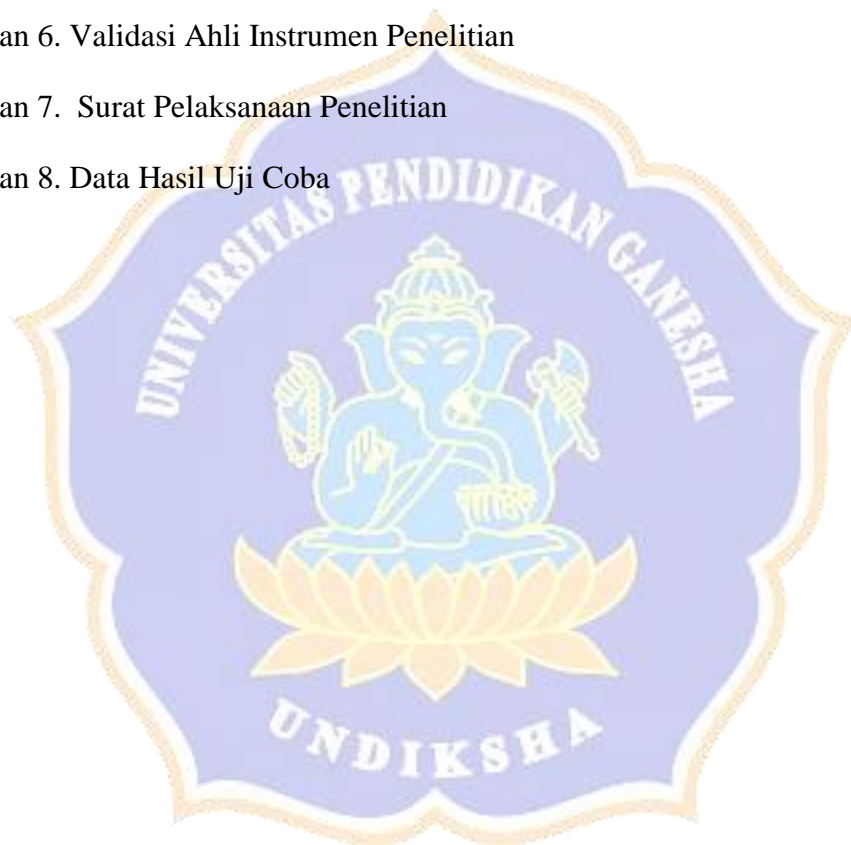 an 6. Validasi Ahli Instrumen Penelitian
an 7. Surat Pelaksanaan Penelitian
an 8. Data Hasil Uji Coba
UNIVERSITAS PENDIDIKAN GANESHA
UNDIKSHA